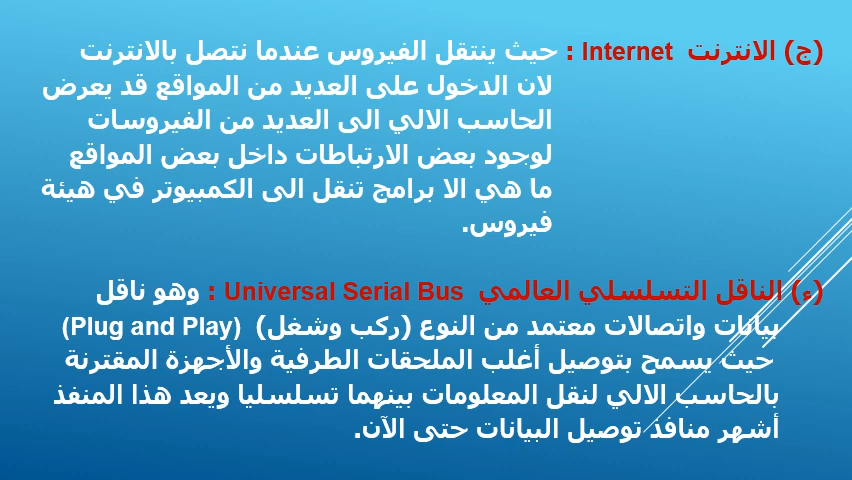 (ج) الانترنت Internet : حيث ينتقل الفيروس عندما نتصل بالانترنت
لان الدخول على العديد من المواقع قد يعرض
الحاسب الالي الى العديد من الفيروسات
لوجود بعض الارتباطات داخل بعض المواقع
ما هي الا برامج تنقل الى الكمبيوتر في هيئة
فيروس.
(ء) الناقل التسلسلي العالمي Universal Serial Bus : وهو ناقل
بيانات واتصالات معتمد من النوع (ركب وشغل) (Plug and Play)
حيث يسمح بتوصيل أغلب الملحقات الطرفية والأجهزة المقترنة
بالحاسب الالي لنقل المعلومات بينهما تسلسليا ويعد هذا المنفذ
أشهر منافذ توصيل البيانات حتى الآن.